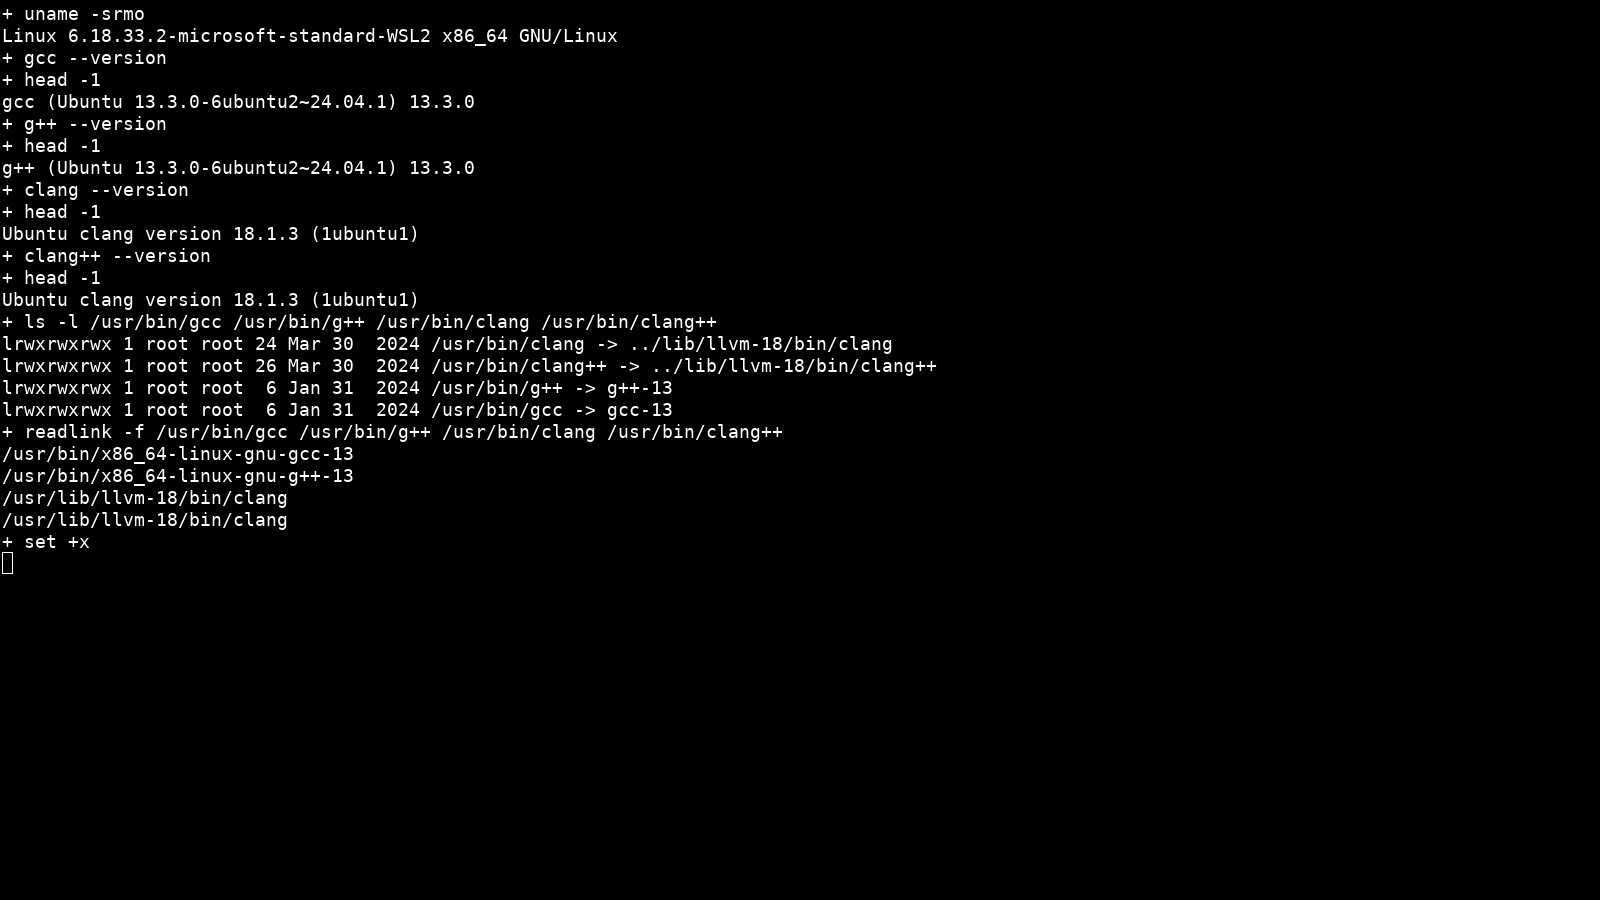 + uname -srmo
Linux 6.18.33.2-microsoft-standard-WSL2 x86_64 GNU/Linux
+ gcc --version
+ head -1
gcc (Ubuntu 13.3.0-6ubuntu2~24.04.1) 13.3.0
+ g++ --version
+ head -1
g++ (Ubuntu 13.3.0-6ubuntu2~24.04.1) 13.3.0
+ clang --version
+ head -1
Ubuntu clang version 18.1.3 (1ubuntu1)
+ clang++ --version
+ head -1
Ubuntu clang version 18.1.3 (1ubuntu1)
+ ls -l /usr/bin/gcc /usr/bin/g++ /usr/bin/clang /usr/bin/clang++
lrwxrwxrwx 1 root root 24 Mar 30  2024 /usr/bin/clang -> ../lib/llvm-18/bin/clang
lrwxrwxrwx 1 root root 26 Mar 30  2024 /usr/bin/clang++ -> ../lib/llvm-18/bin/clang++
lrwxrwxrwx 1 root root  6 Jan 31  2024 /usr/bin/g++ -> g++-13
lrwxrwxrwx 1 root root  6 Jan 31  2024 /usr/bin/gcc -> gcc-13
+ readlink -f /usr/bin/gcc /usr/bin/g++ /usr/bin/clang /usr/bin/clang++
/usr/bin/x86_64-linux-gnu-gcc-13
/usr/bin/x86_64-linux-gnu-g++-13
/usr/lib/llvm-18/bin/clang
/usr/lib/llvm-18/bin/clang
+ set +x